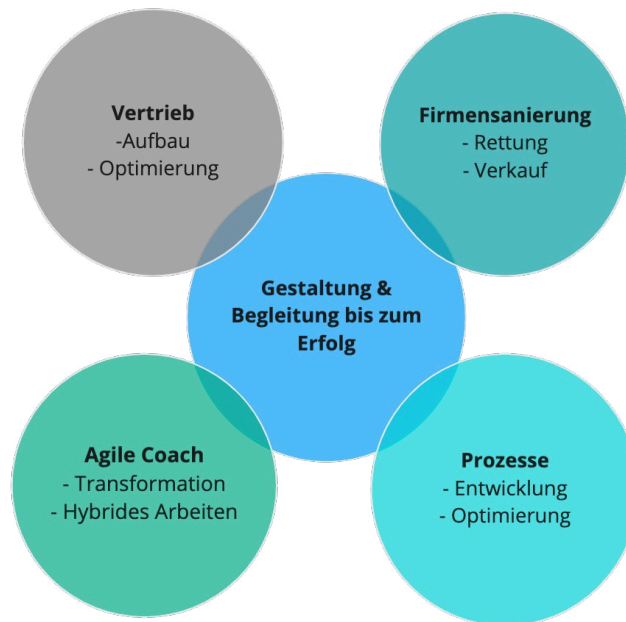 Vertrieb
-Aufbau
- Optimierung
Firmensanierung
- Rettung
- Verkauf
Gestaltung &
Begleitung bis zum
Erfolg
Agile Coach
- Transformation
- Hybrides Arbeiten
Prozesse
- Entwicklung
- Optimierung